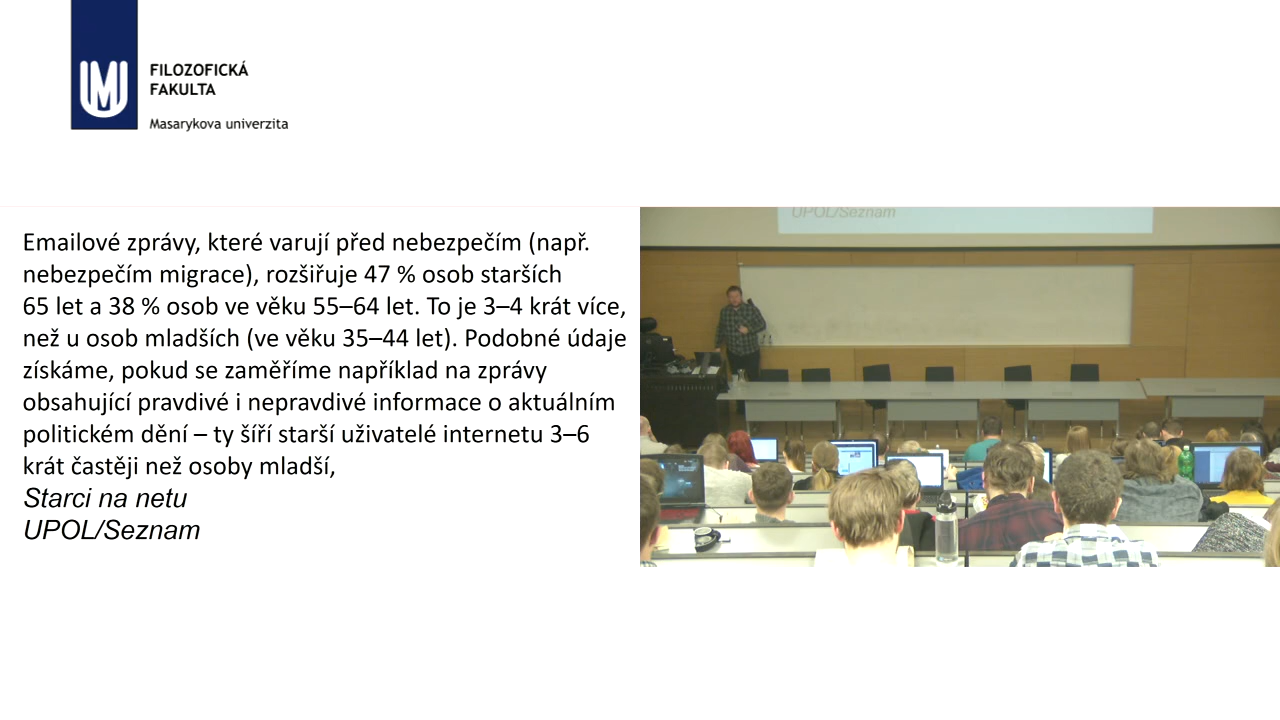 FILOZOFICKÁ
FAKULTA
Masarykova univerzita
Emailové zprávy, které varují před nebezpečím (např.
nebezpečím migrace), rozšiřuje 47 % osob starších
65 let a 38 % osob ve věku 55–64 let. To je 3–4 krát více,
než u osob mladších (ve věku 35–44 let). Podobné údaje
získáme, pokud se zaměříme například na zprávy
obsahující pravdivé i nepravdivé informace o aktuálním
politickém dění – ty šíří starší uživatelé internetu 3–6
krát častěji než osoby mladší,
Starci na netu
UPOL/Seznam
UPOL/Seznam